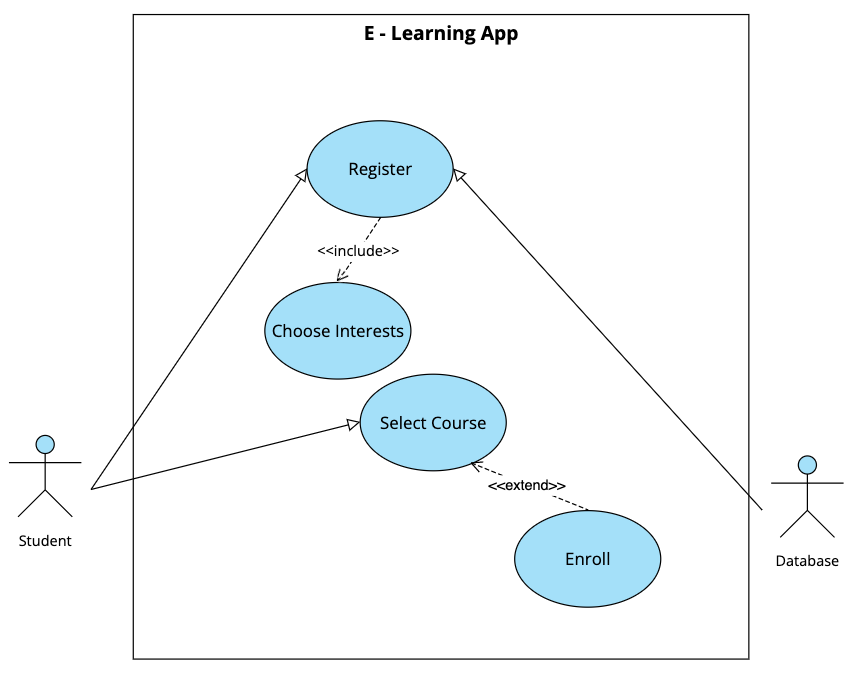 E - Learning App
Register
<<include>>
Choose Interests
Select Course
<<extend>>
Enroll
Student
Database